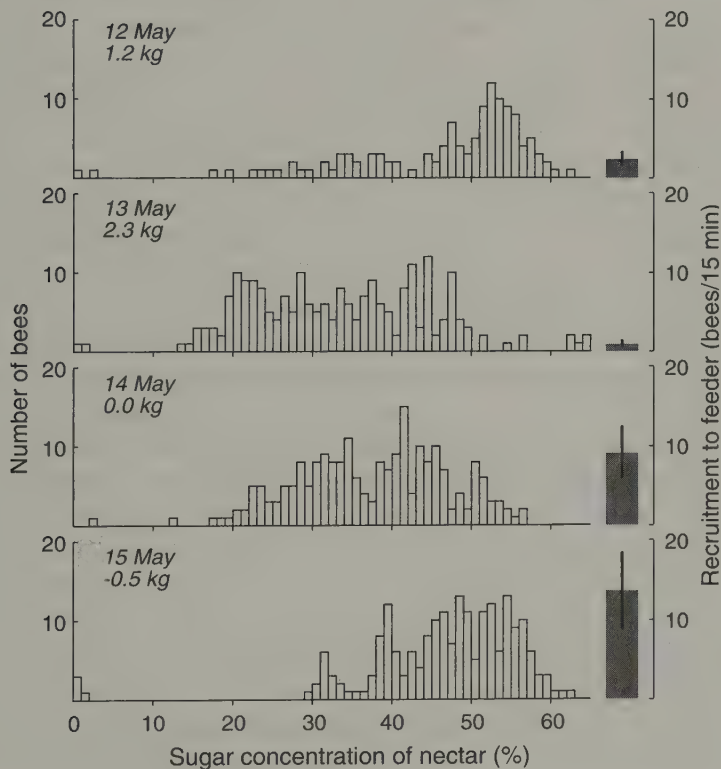 20
10
12 May
1.2 kg
20
10
20
10
13 May
2.3 kg
20
10
20
10
14 May
0.0 kg
20
10
20
10
0
15 May
-0.5 kg
20
10
0 10 20 30 40 50 60
Number of bees
Sugar concentration of nectar (%)
Recruitment to feeder (bees/15 min)